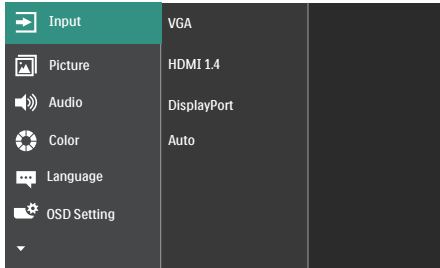 Input
VGA
Picture
HDMI 1.4
Audio
DisplayPort
Color
Auto
Language
OSD Setting